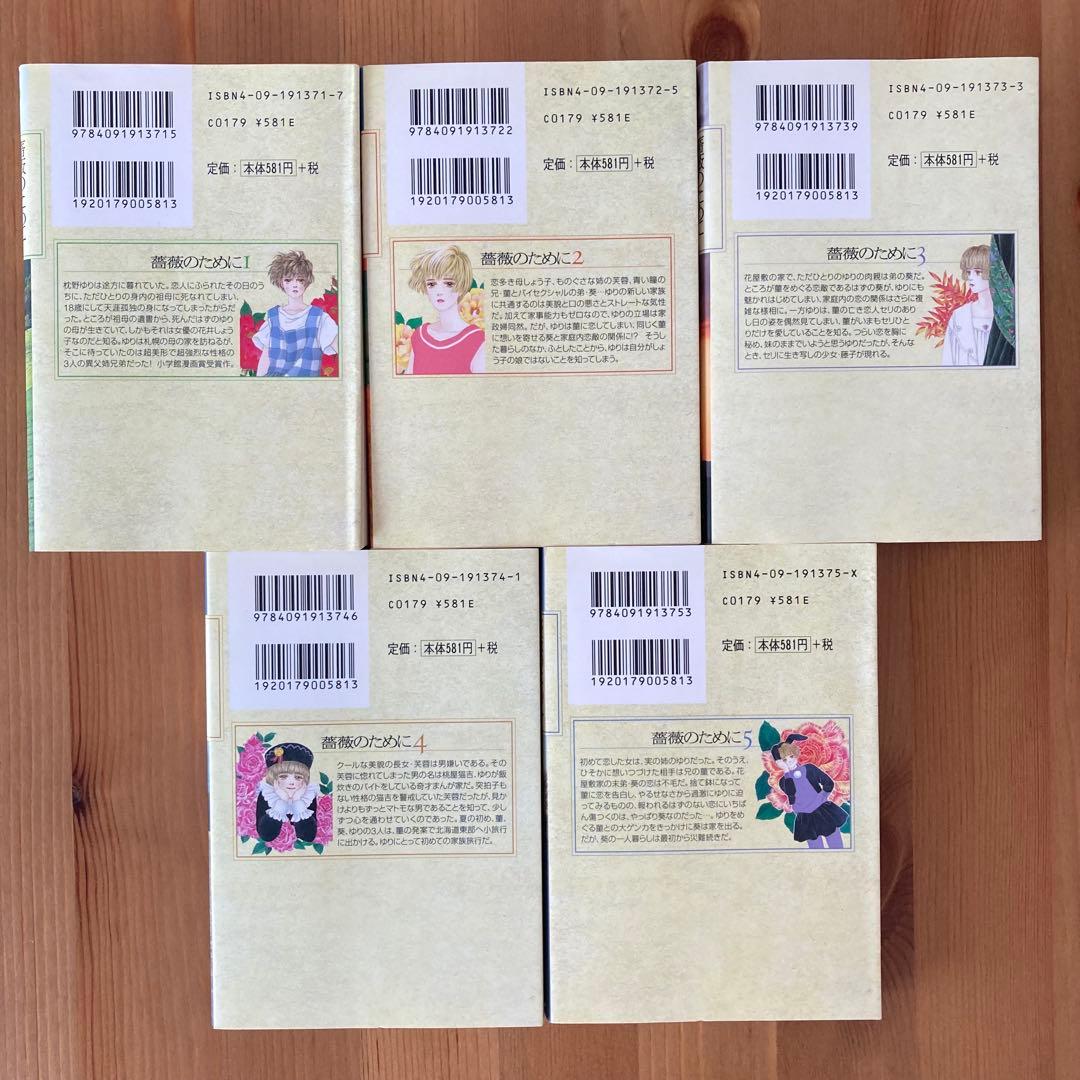 ISBN4-09-191371-7
9784091913715
C0179 ¥581E
定価：本体581円+税
1920179005813
薔薇のために1
枕野ゆりは途方に暮れていた。恋人にふられたその日のう
ちに、ただひとりの身内の祖母に死なれてしまい、
18歳にして天涯孤独の身になってしまったからだ
った。ところが祖母の遺書から、死んだはずのゆり
の母が生きていて、しかもそれは女優の花井しょう
子なのだと知る。ゆりは札幌の母の家を訪ねるが、
そこに待っていたのは超美形で超強烈な性格の
3人の異父姉兄弟だった！ 小学館漫画賞受賞作。
ISBN4-09-191372-5
9784091913722
C0179 ¥581E
定価：本体581円+税
1920179005813
薔薇のために2
恋多き母しょう子、ものぐさな姉の芙蓉、青い瞳の
兄・菫とバイセクシャルの弟・葵…ゆりの新しい家族
に共通するのは美貌と口の悪さとストレートな気性
だ。加えて家事能力もゼロなので、ゆりの立場は家
政婦同然。だが、ゆりは菫に恋してしまい、同じく菫
に想いを寄せる葵と家庭内恋敵の関係に!? そうし
た暮らしのなか、ふとしたことから、ゆりは自分がしょ
う子の娘ではないことを知ってしまう。
ISBN4-09-191373-3
9784091913739
C0179 ¥581E
定価：本体581円+税
1920179005813
薔薇のために3
花屋敷の家で、ただひとりのゆりの肉親は弟の葵だ。
ところが菫をめぐる恋敵であるはずの葵が、ゆりにも
魅かれはじめてしまい、家庭内の恋の関係はさらに複
雑な様相に。一方ゆりは、菫の亡き恋人セリのあり
し日の姿を偶然見てしまい、菫がいまもセリひと
りだけを愛していることを知る。つらい恋を胸に
秘め、妹のままでいようと思うゆりだったが、そんな
とき、セリに生き写しの少女・藤子が現れる。
ISBN4-09-191374-1
9784091913746
C0179 ¥581E
定価：本体581円+税
1920179005813
薔薇のために4
クールな美貌の長女・芙蓉は男嫌いである。その
芙蓉に惚れてしまった男の名は桃屋猫吉、ゆりが飯
炊きのバイトをしている奇才まんが家だ。突拍子も
ない性格の猫吉を警戒していた芙蓉だったが、見か
けよりもずっとマトモな男であることを知って、少し
ずつ心を通わせていくのであった。夏の初め、菫、
葵、ゆりの3人は、菫の発案で北海道東部へ小旅行
に出かける。ゆりにとって初めての家族旅行だ。
ISBN4-09-191375-X
9784091913753
C0179 ¥581E
定価：本体581円+税
1920179005813
薔薇のために5
初めて恋した女は、実の姉のゆりだった。そのうえ、
ひそかに想いつづけた相手は兄の菫である。花
屋敷家の末弟・葵の恋は不毛だ。捨て鉢になって
菫に恋を告白し、やるせなさから過激にゆりに迫
ってみるものの、報われるはずのない恋にいちば
ん傷つくのは、やっぱり葵なのだった…。ゆりをめ
ぐる菫との大ゲンカをきっかけに葵は家を出る。
だが、葵の一人暮らしは最初から災難続きだ。